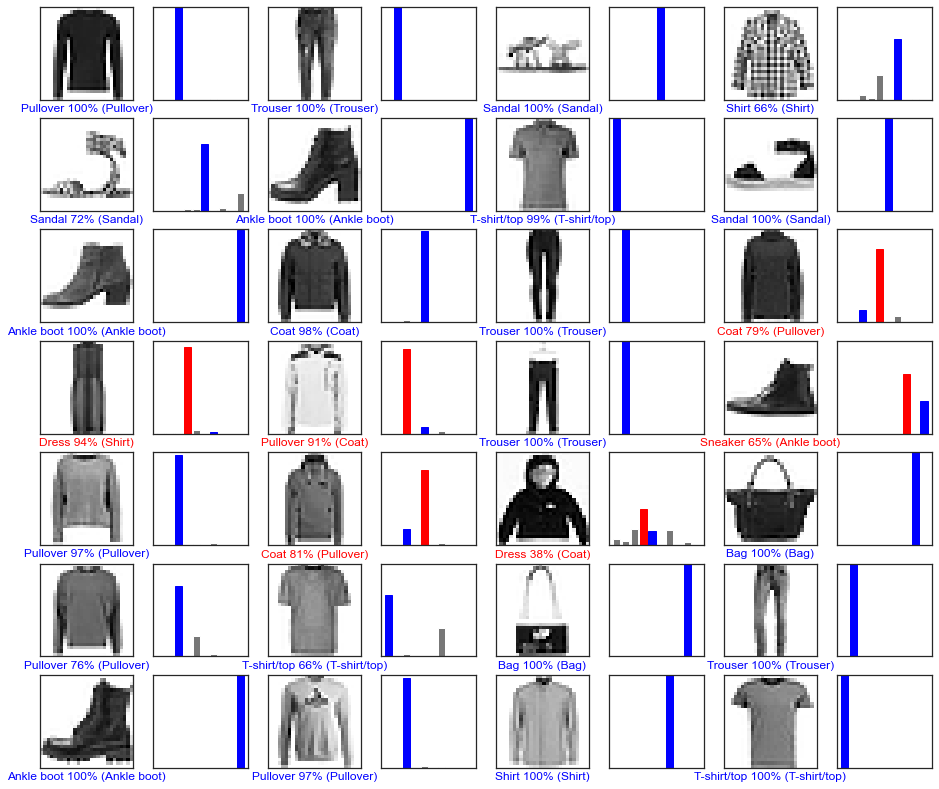 Pullover 100% (Pullover)
Trouser 100% (Trouser)
Sandal 100% (Sandal)
Shirt 66% (Shirt)
Sandal 72% (Sandal)
Ankle boot 100% (Ankle boot)
T-shirt/top 99% (T-shirt/top)
Sandal 100% (Sandal)
Ankle boot 100% (Ankle boot)
Coat 98% (Coat)
Trouser 100% (Trouser)
Coat 79% (Pullover)
Dress 94% (Shirt)
Pullover 91% (Coat)
Trouser 100% (Trouser)
Sneaker 65% (Ankle boot)
Pullover 97% (Pullover)
Coat 81% (Pullover)
Dress 38% (Coat)
Bag 100% (Bag)
Pullover 76% (Pullover)
T-shirt/top 66% (T-shirt/top)
Bag 100% (Bag)
Trouser 100% (Trouser)
Ankle boot 100% (Ankle boot)
Pullover 97% (Pullover)
Shirt 100% (Shirt)
T-shirt/top 100% (T-shirt/top)